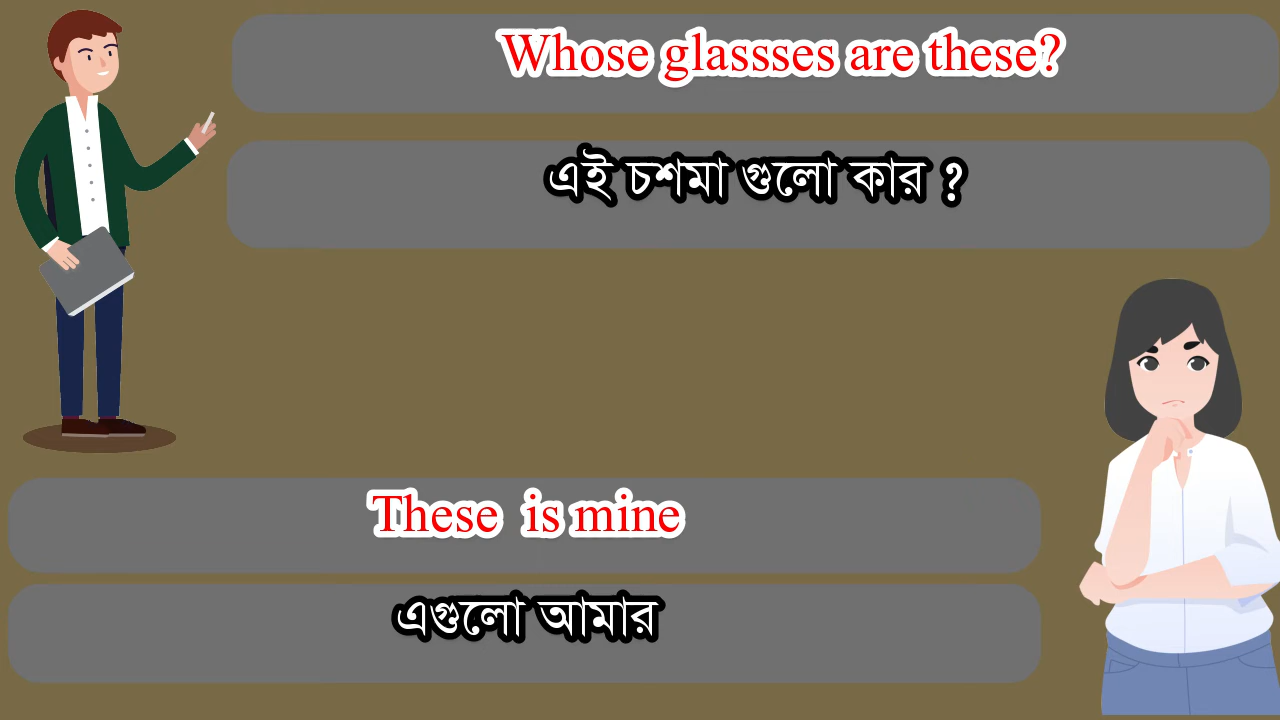 Whose glassses are these?
এই চশমা গুলো কার ?
These is mine
এগুলো আমার